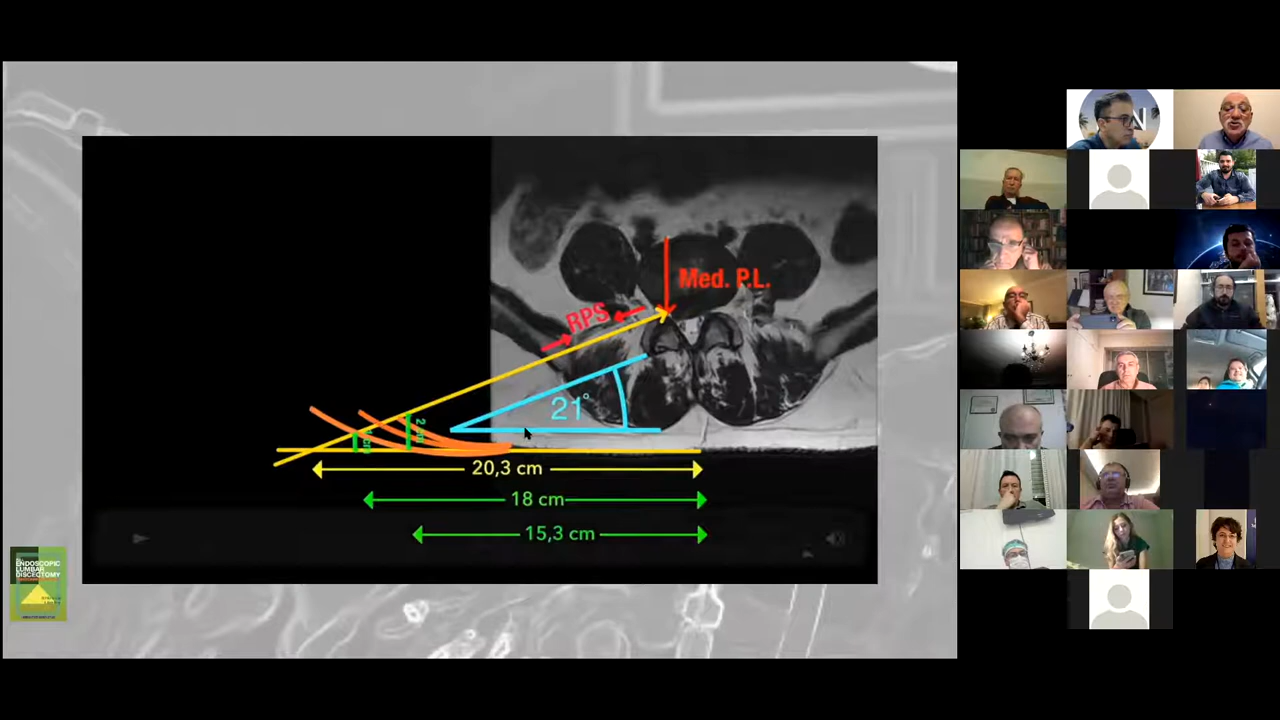 Med. P.L.
RPS
21°
20,3 cm
18 cm
15,3 cm
ENDOSCOPIC
LUMBAR
DISCECTOMY
N